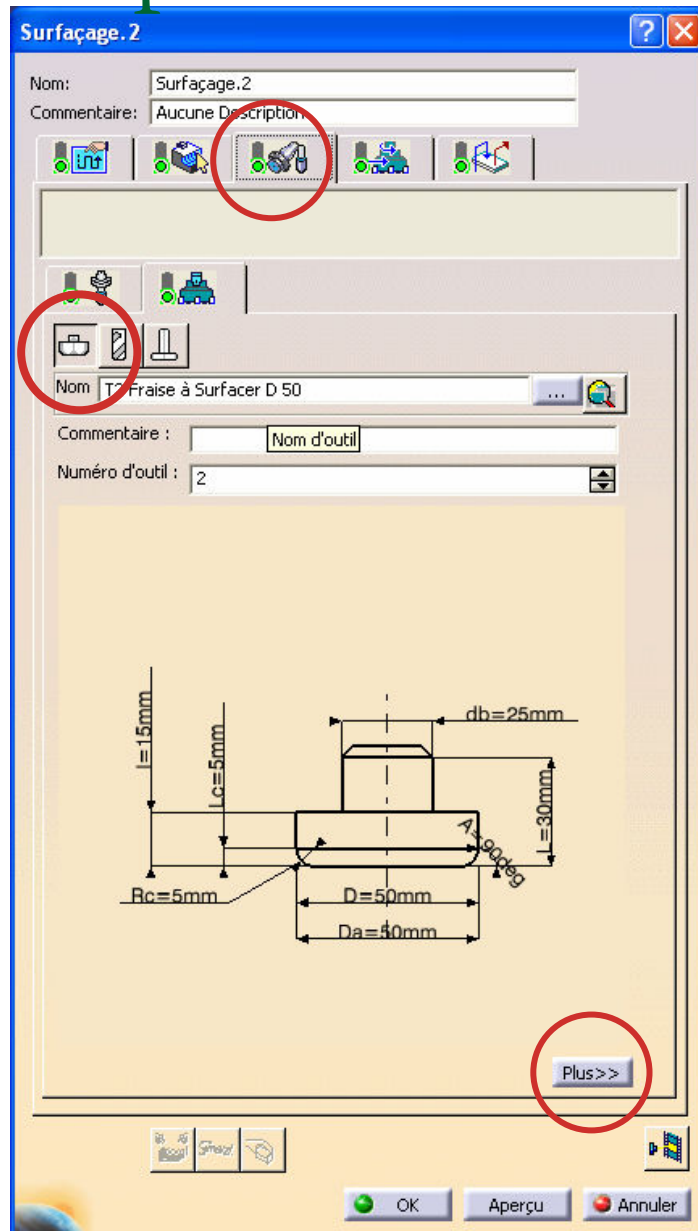 Surfaçage.2
Nom: Surfaçage.2
Commentaire: Aucune Description
Nom T2 Fraise à Surfacer D 50 ...
Commentaire :
Nom d'outil
Numéro d'outil : 2
l=15mm
Lc=5mm
db=25mm
L=30mm
A=90deg
Rc=5mm
D=50mm
Da=50mm
Plus>>
OK Aperçu Annuler